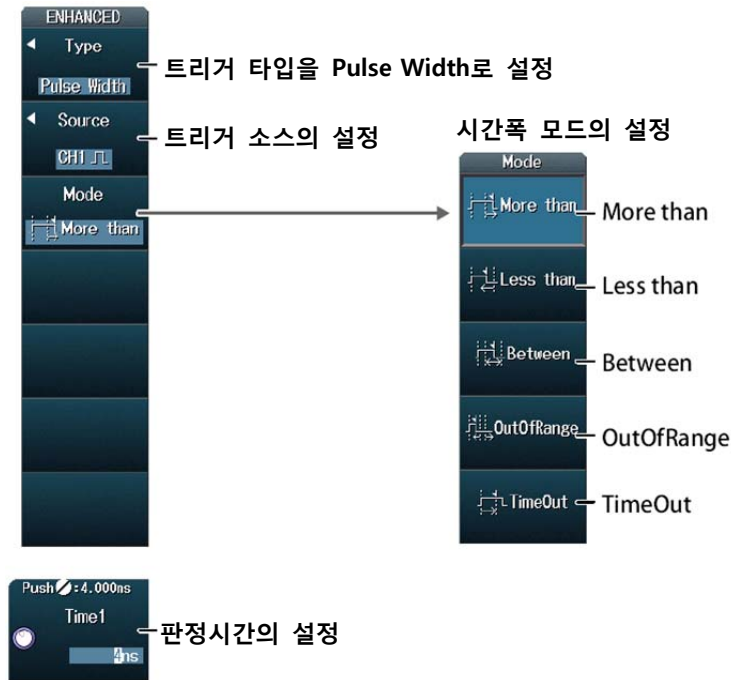 ENHANCED
Type
Pulse Width
트리거 타입을 Pulse Width로 설정
Source
CH1
트리거 소스의 설정
Mode
More than
시간폭 모드의 설정
Mode
More than
More than
Less than
Less than
Between
Between
OutOfRange
OutOfRange
TimeOut
TimeOut
Push :4.000ns
Time1
4ns
판정시간의 설정